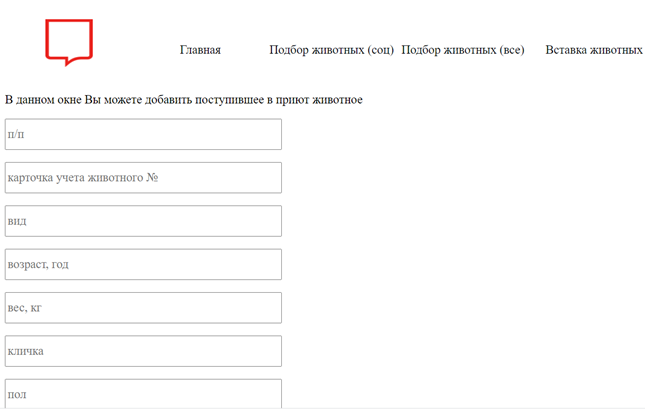 Главная Подбор животных (соц) Подбор животных (все) Вставка животных
В данном окне Вы можете добавить поступившее в приют животное
п/п
карточка учета животного №
вид
возраст, год
вес, кг
кличка
пол